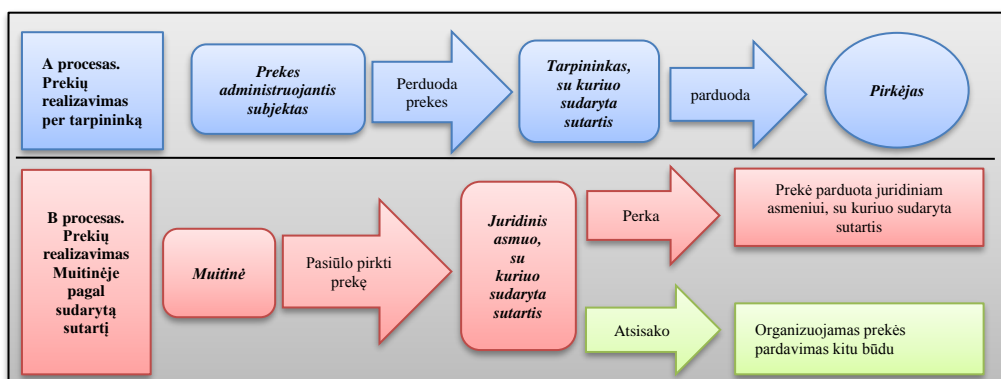 A procesas.
Prekių
realizavimas
per tarpininką
Prekes
administruojantis
subjektas
Perduoda
prekes
Tarpininkas,
su kuriuo
sudaryta
sutartis
parduoda
Pirkėjas
B procesas.
Prekių
realizavimas
Muitinėje
pagal
sudarytą
sutartį
Muitinė
Pasiūlo pirkti
prekę
Juridinis
asmuo,
su
kuriuo
sudaryta
sutartis
Perka
Prekė parduota juridiniam
asmeniui, su kuriuo sudaryta
sutartis
Atsisako
Organizuojamas prekės
pardavimas kitu būdu